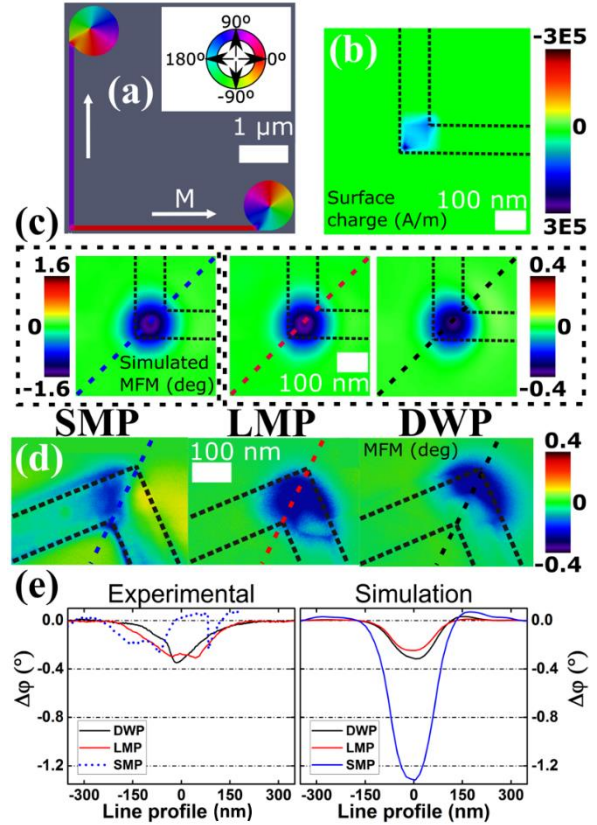 90°
180°
0°
-90°
(a)
1 μm
M
(b)
-3E5
0
3E5
Surface
charge (A/m)
100 nm
(c)
1.6
0
-1.6
Simulated
MFM (deg)
100 nm
0.4
0
-0.4
SMP
LMP
DWP
(d)
100 nm
MFM (deg)
0.4
0
-0.4
(e)
Experimental
Simulation
Δφ (°)
0.0
-0.4
-0.8
-1.2
DWP
LMP
SMP
-300 -150 0 150 300
Line profile (nm)
DWP
LMP
SMP
-300 -150 0 150 300
Line profile (nm)
0.0
-0.4
-0.8
-1.2
Δφ (°)